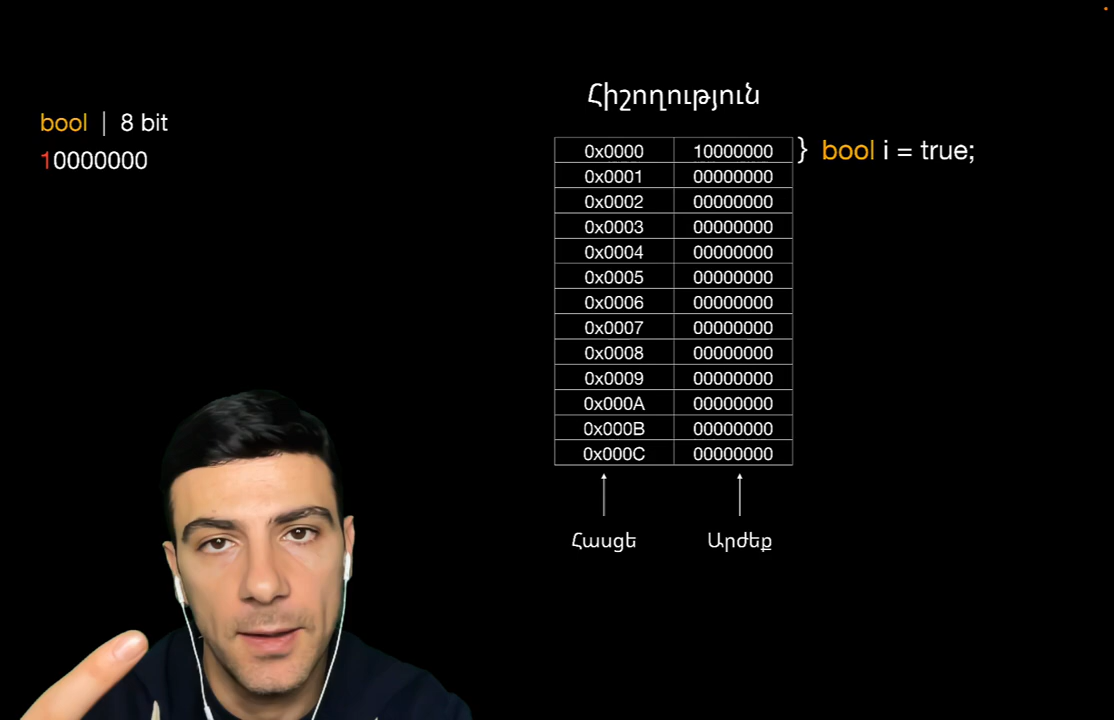 bool | 8 bit
10000000
Հիշողություն
0x0000 10000000 } bool i = true;
0x0001 00000000
0x0002 00000000
0x0003 00000000
0x0004 00000000
0x0005 00000000
0x0006 00000000
0x0007 00000000
0x0008 00000000
0x0009 00000000
0x000A 00000000
0x000B 00000000
0x000C 00000000
Հասցե Արժեք